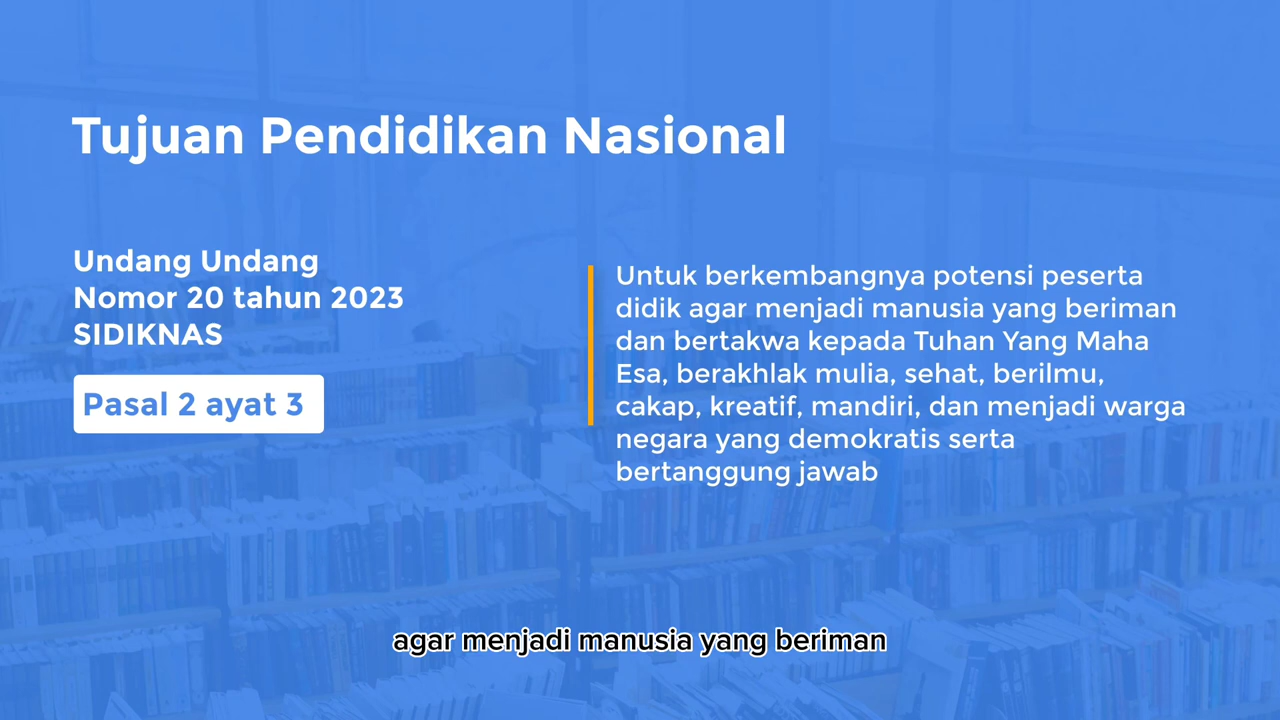 Tujuan Pendidikan Nasional
Undang Undang
Nomor 20 tahun 2023
SIDIKNAS
Pasal 2 ayat 3
Untuk berkembangnya potensi peserta
didik agar menjadi manusia yang beriman
dan bertakwa kepada Tuhan Yang Maha
Esa, berakhlak mulia, sehat, berilmu,
cakap, kreatif, mandiri, dan menjadi warga
negara yang demokratis serta
bertanggung jawab
agar menjadi manusia yang beriman